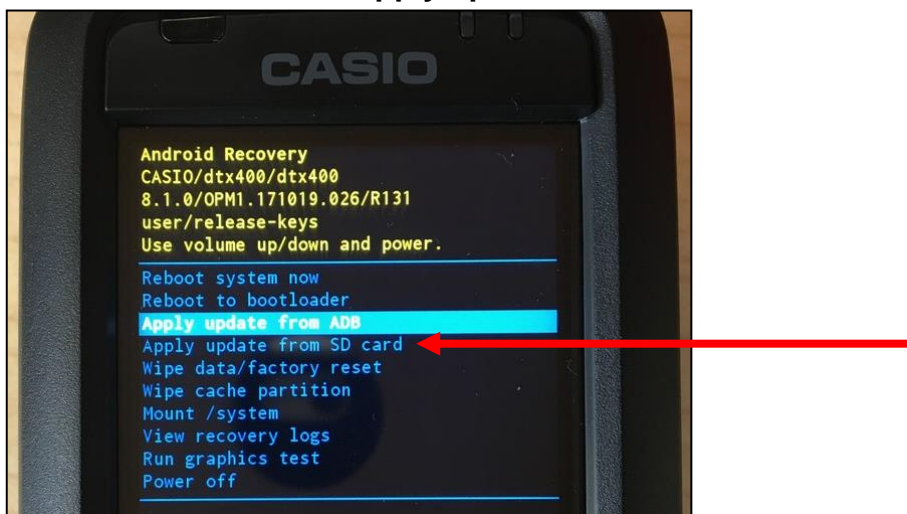 CASIO
Android Recovery
CASIO/dtx400/dtx400
8.1.0/OPM1.171019.026/R131
user/release-keys
Use volume up/down and power.
Reboot system now
Reboot to bootloader
Apply update from ADB
Apply update from SD card
Wipe data/factory reset
Wipe cache partition
Mount /system
View recovery logs
Run graphics test
Power off